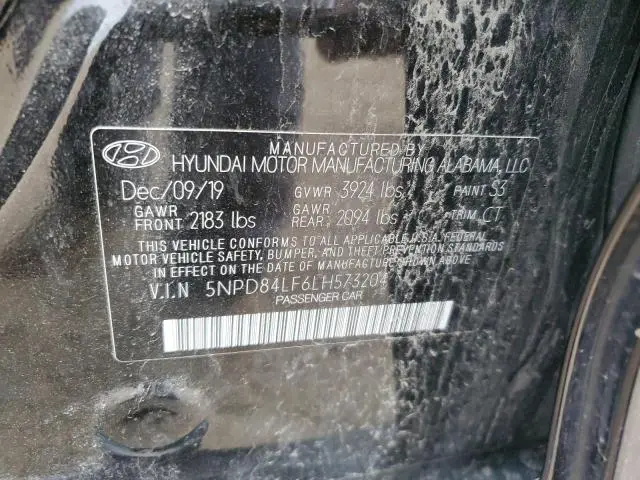 MANUFACTURED BY
HYUNDAI MOTOR MANUFACTURING ALABAMA, LLC
Dec/09/19 GVWR 3924 lbs PAINT S3
GAWR FRONT 2183 lbs GAWR REAR 2094 lbs TRIM CT
THIS VEHICLE CONFORMS TO ALL APPLICABLE U.S.A. FEDERAL
MOTOR VEHICLE SAFETY, BUMPER, AND THEFT PREVENTION STANDARDS
IN EFFECT ON THE DATE OF MANUFACTURE SHOWN ABOVE.
V.I.N 5NPD84LF6LH573204
PASSENGER CAR